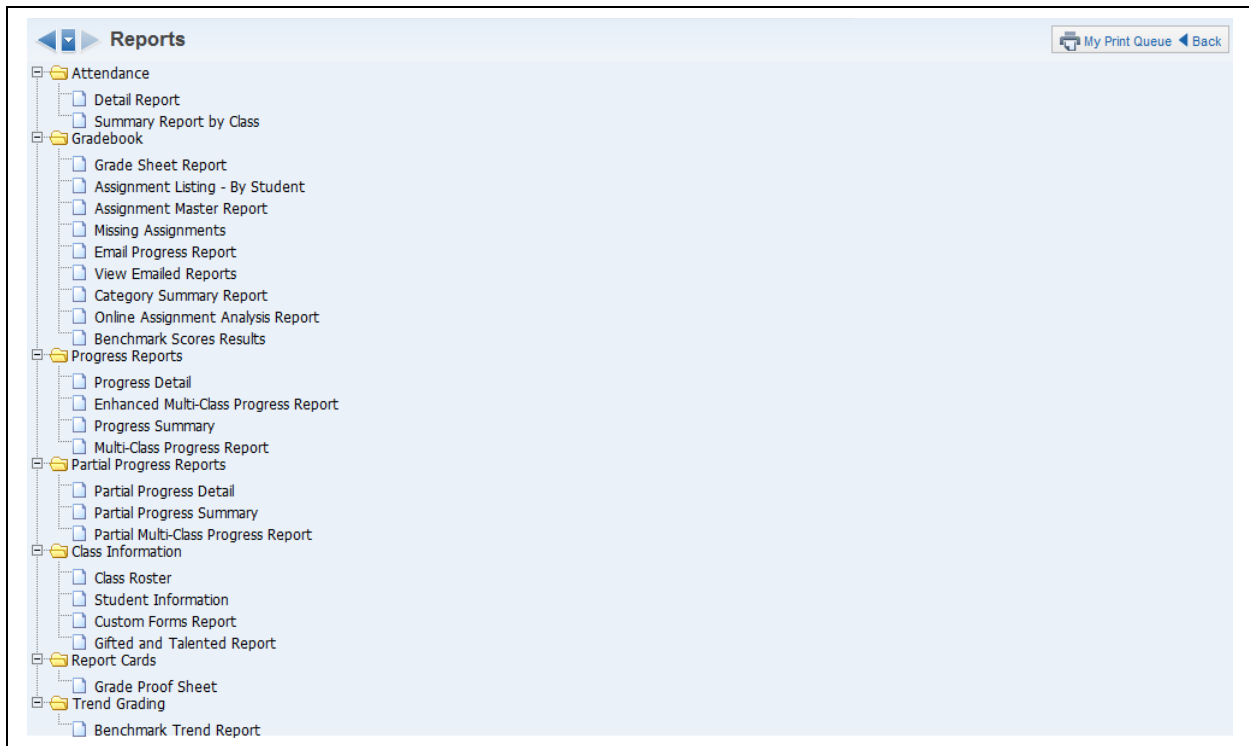 Reports
My Print Queue Back
Attendance
Detail Report
Summary Report by Class
Gradebook
Grade Sheet Report
Assignment Listing - By Student
Assignment Master Report
Missing Assignments
Email Progress Report
View Emailed Reports
Category Summary Report
Online Assignment Analysis Report
Benchmark Scores Results
Progress Reports
Progress Detail
Enhanced Multi-Class Progress Report
Progress Summary
Multi-Class Progress Report
Partial Progress Reports
Partial Progress Detail
Partial Progress Summary
Partial Multi-Class Progress Report
Class Information
Class Roster
Student Information
Custom Forms Report
Gifted and Talented Report
Report Cards
Grade Proof Sheet
Trend Grading
Benchmark Trend Report